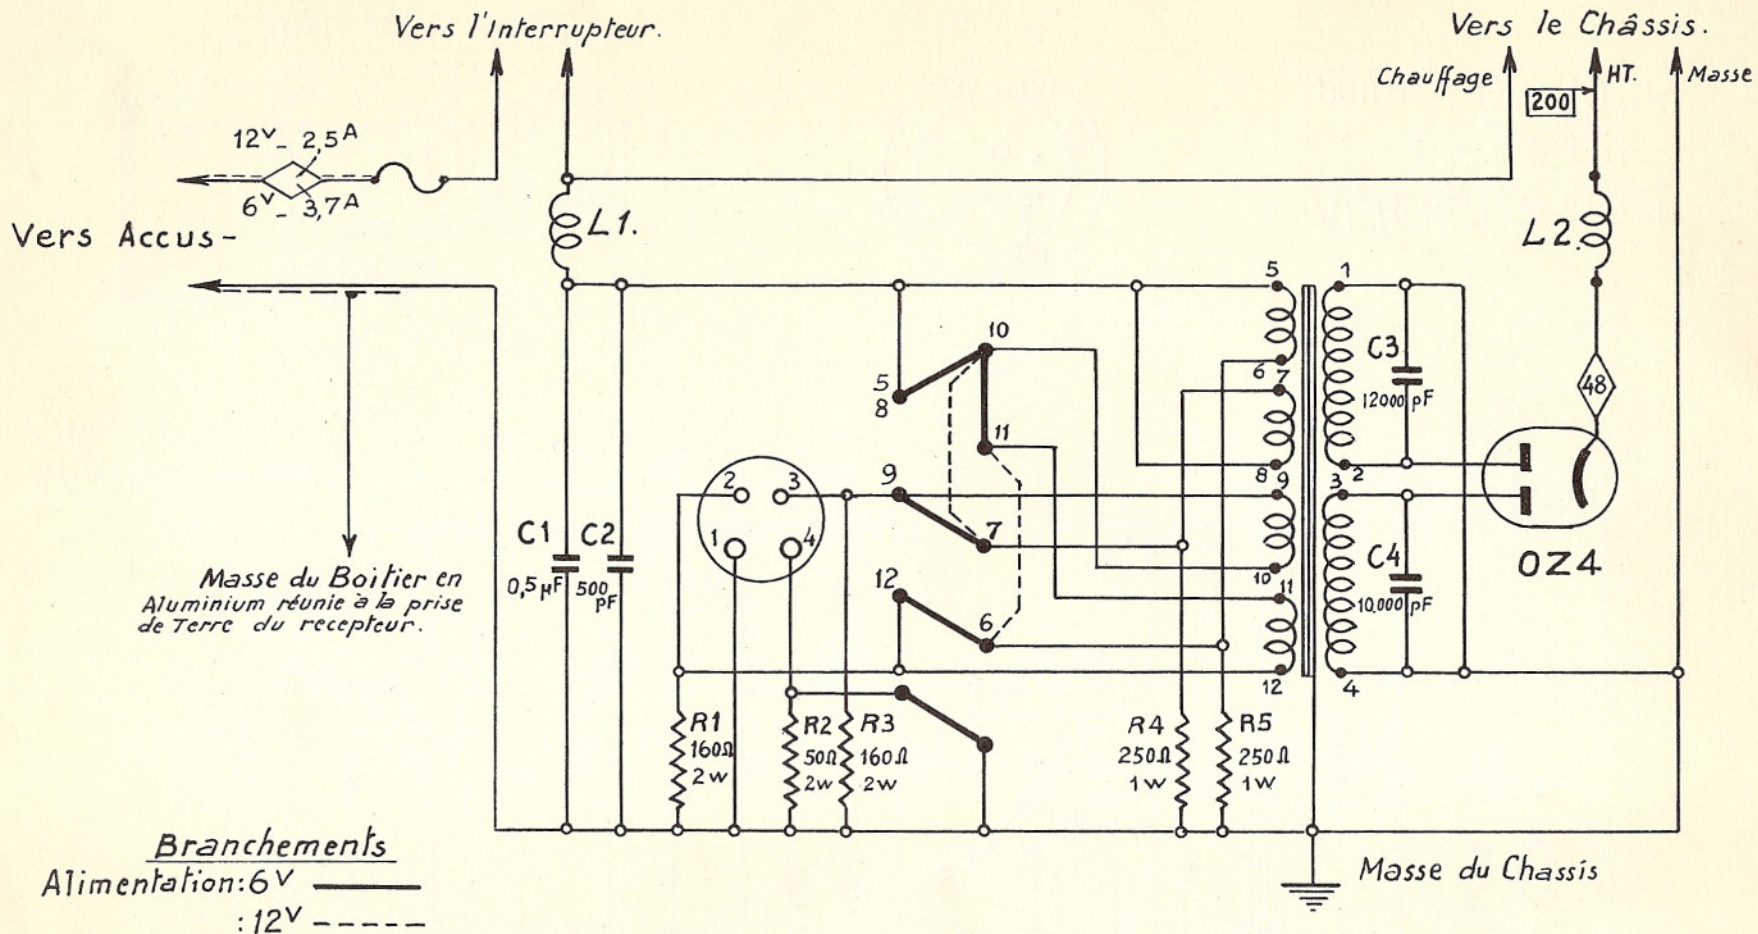 Vers l'Interrupteur.
Vers le Châssis.
Chauffage
HT.
Masse
200
12V_ 2,5A
6V_ 3,7A
Vers Accus-
L1.
L2.
5
1
10
C3
6
7
5
8
12000 pF
48
11
8
2
9
3
9
2
3
7
1
4
C1
C2
C4
OZ4
10
11
0,5µF
500
pF
12
10.000 pF
6
Masse du Boitier en
Aluminium réunie à la prise
de Terre du recepteur.
12
4
R1
160Ω
2w
R2
50Ω
2w
R3
160Ω
2w
R4
250Ω
1w
R5
250Ω
1w
Branchements
Alimentation:6V
:12V
Masse du Chassis